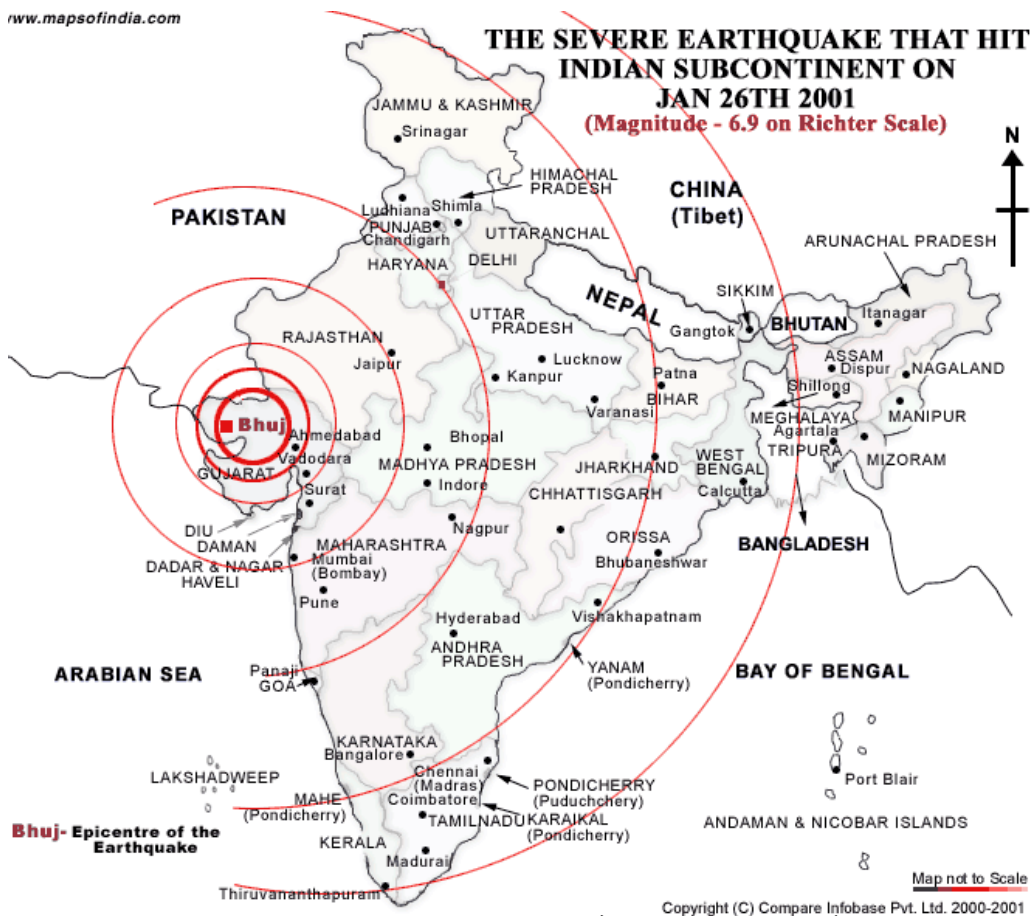 www.mapsofindia.com
THE SEVERE EARTHQUAKE THAT HIT
INDIAN SUBCONTINENT ON
JAN 26TH 2001
(Magnitude - 6.9 on Richter Scale)
N
JAMMU & KASHMIR
Srinagar
HIMACHAL
PRADESH
CHINA
(Tibet)
PAKISTAN
Ludhiana
Shimla
PUNJAB
Chandigarh
UTTARANCHAL
ARUNACHAL PRADESH
HARYANA
DELHI
NEPAL
SIKKIM
UTTAR
PRADESH
Gangtok
BHUTAN
Itanagar
RAJASTHAN
Jaipur
Lucknow
Kanpur
Patna
BIHAR
ASSAM
Dispur
NAGALAND
Shillong
Varanasi
MEGHALAYA
MANIPUR
Bhuj
Ahmedabad
Bhopal
Agartala
TRIPURA
Vadodara
MADHYA PRADESH
JHARKHAND
WEST
BENGAL
MIZORAM
GUJARAT
Indore
Surat
CHHATTISGARH
Calcutta
DIU
DAMAN
Nagpur
ORISSA
BANGLADESH
DADAR & NAGAR
HAVELI
MAHARASHTRA
Mumbai
(Bombay)
Bhubaneshwar
Pune
Hyderabad
Vishakhapatnam
ANDHRA
PRADESH
ARABIAN SEA
Panaji
GOA
YANAM
(Pondicherry)
BAY OF BENGAL
KARNATAKA
Bangalore
LAKSHADWEEP
Chennai
(Madras)
PONDICHERRY
(Puduchchery)
Port Blair
MAHE
(Pondicherry)
Coimbatore
TAMILNADU
KARAIKAL
(Pondicherry)
ANDAMAN & NICOBAR ISLANDS
Bhuj- Epicentre of the
Earthquake
KERALA
Madurai
Thiruvananthapuram
Map not to Scale
Copyright (C) Compare Infobase Pvt. Ltd. 2000-2001